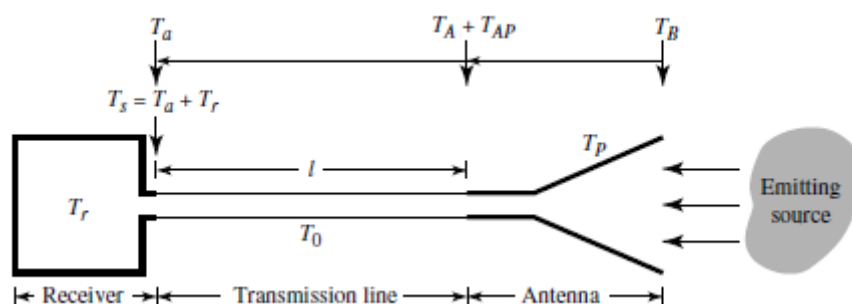 T_a T_A + T_AP T_B
T_s = T_a + T_r
T_P
l
Emitting
T_r
source
T_0
Receiver Transmission line Antenna